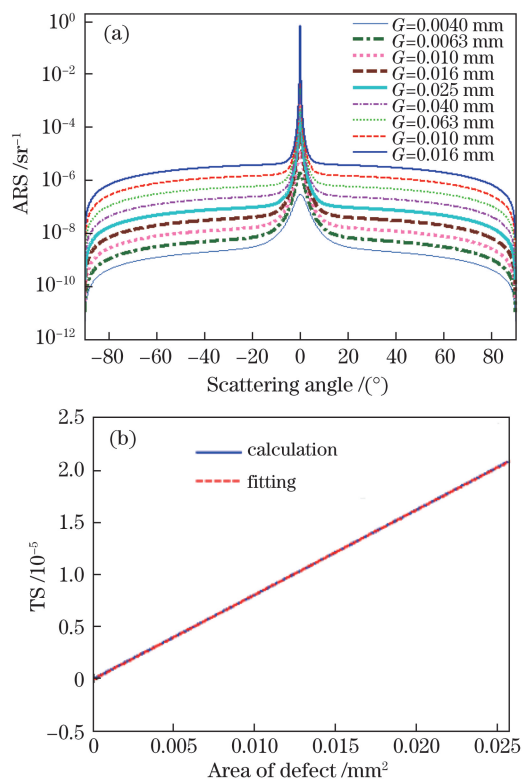 (a)
G=0.0040 mm
G=0.0063 mm
G=0.010 mm
G=0.016 mm
G=0.025 mm
G=0.040 mm
G=0.063 mm
G=0.010 mm
G=0.016 mm
10⁰
10⁻²
10⁻⁴
10⁻⁶
10⁻⁸
10⁻¹⁰
10⁻¹²
ARS /sr⁻¹
−80 −60 −40 −20 0 20 40 60 80
Scattering angle /(°)
(b)
calculation
fitting
2.5
2.0
1.5
1.0
0.5
0
−0.5
TS /10⁻⁵
0 0.005 0.010 0.015 0.020 0.025
Area of defect /mm²